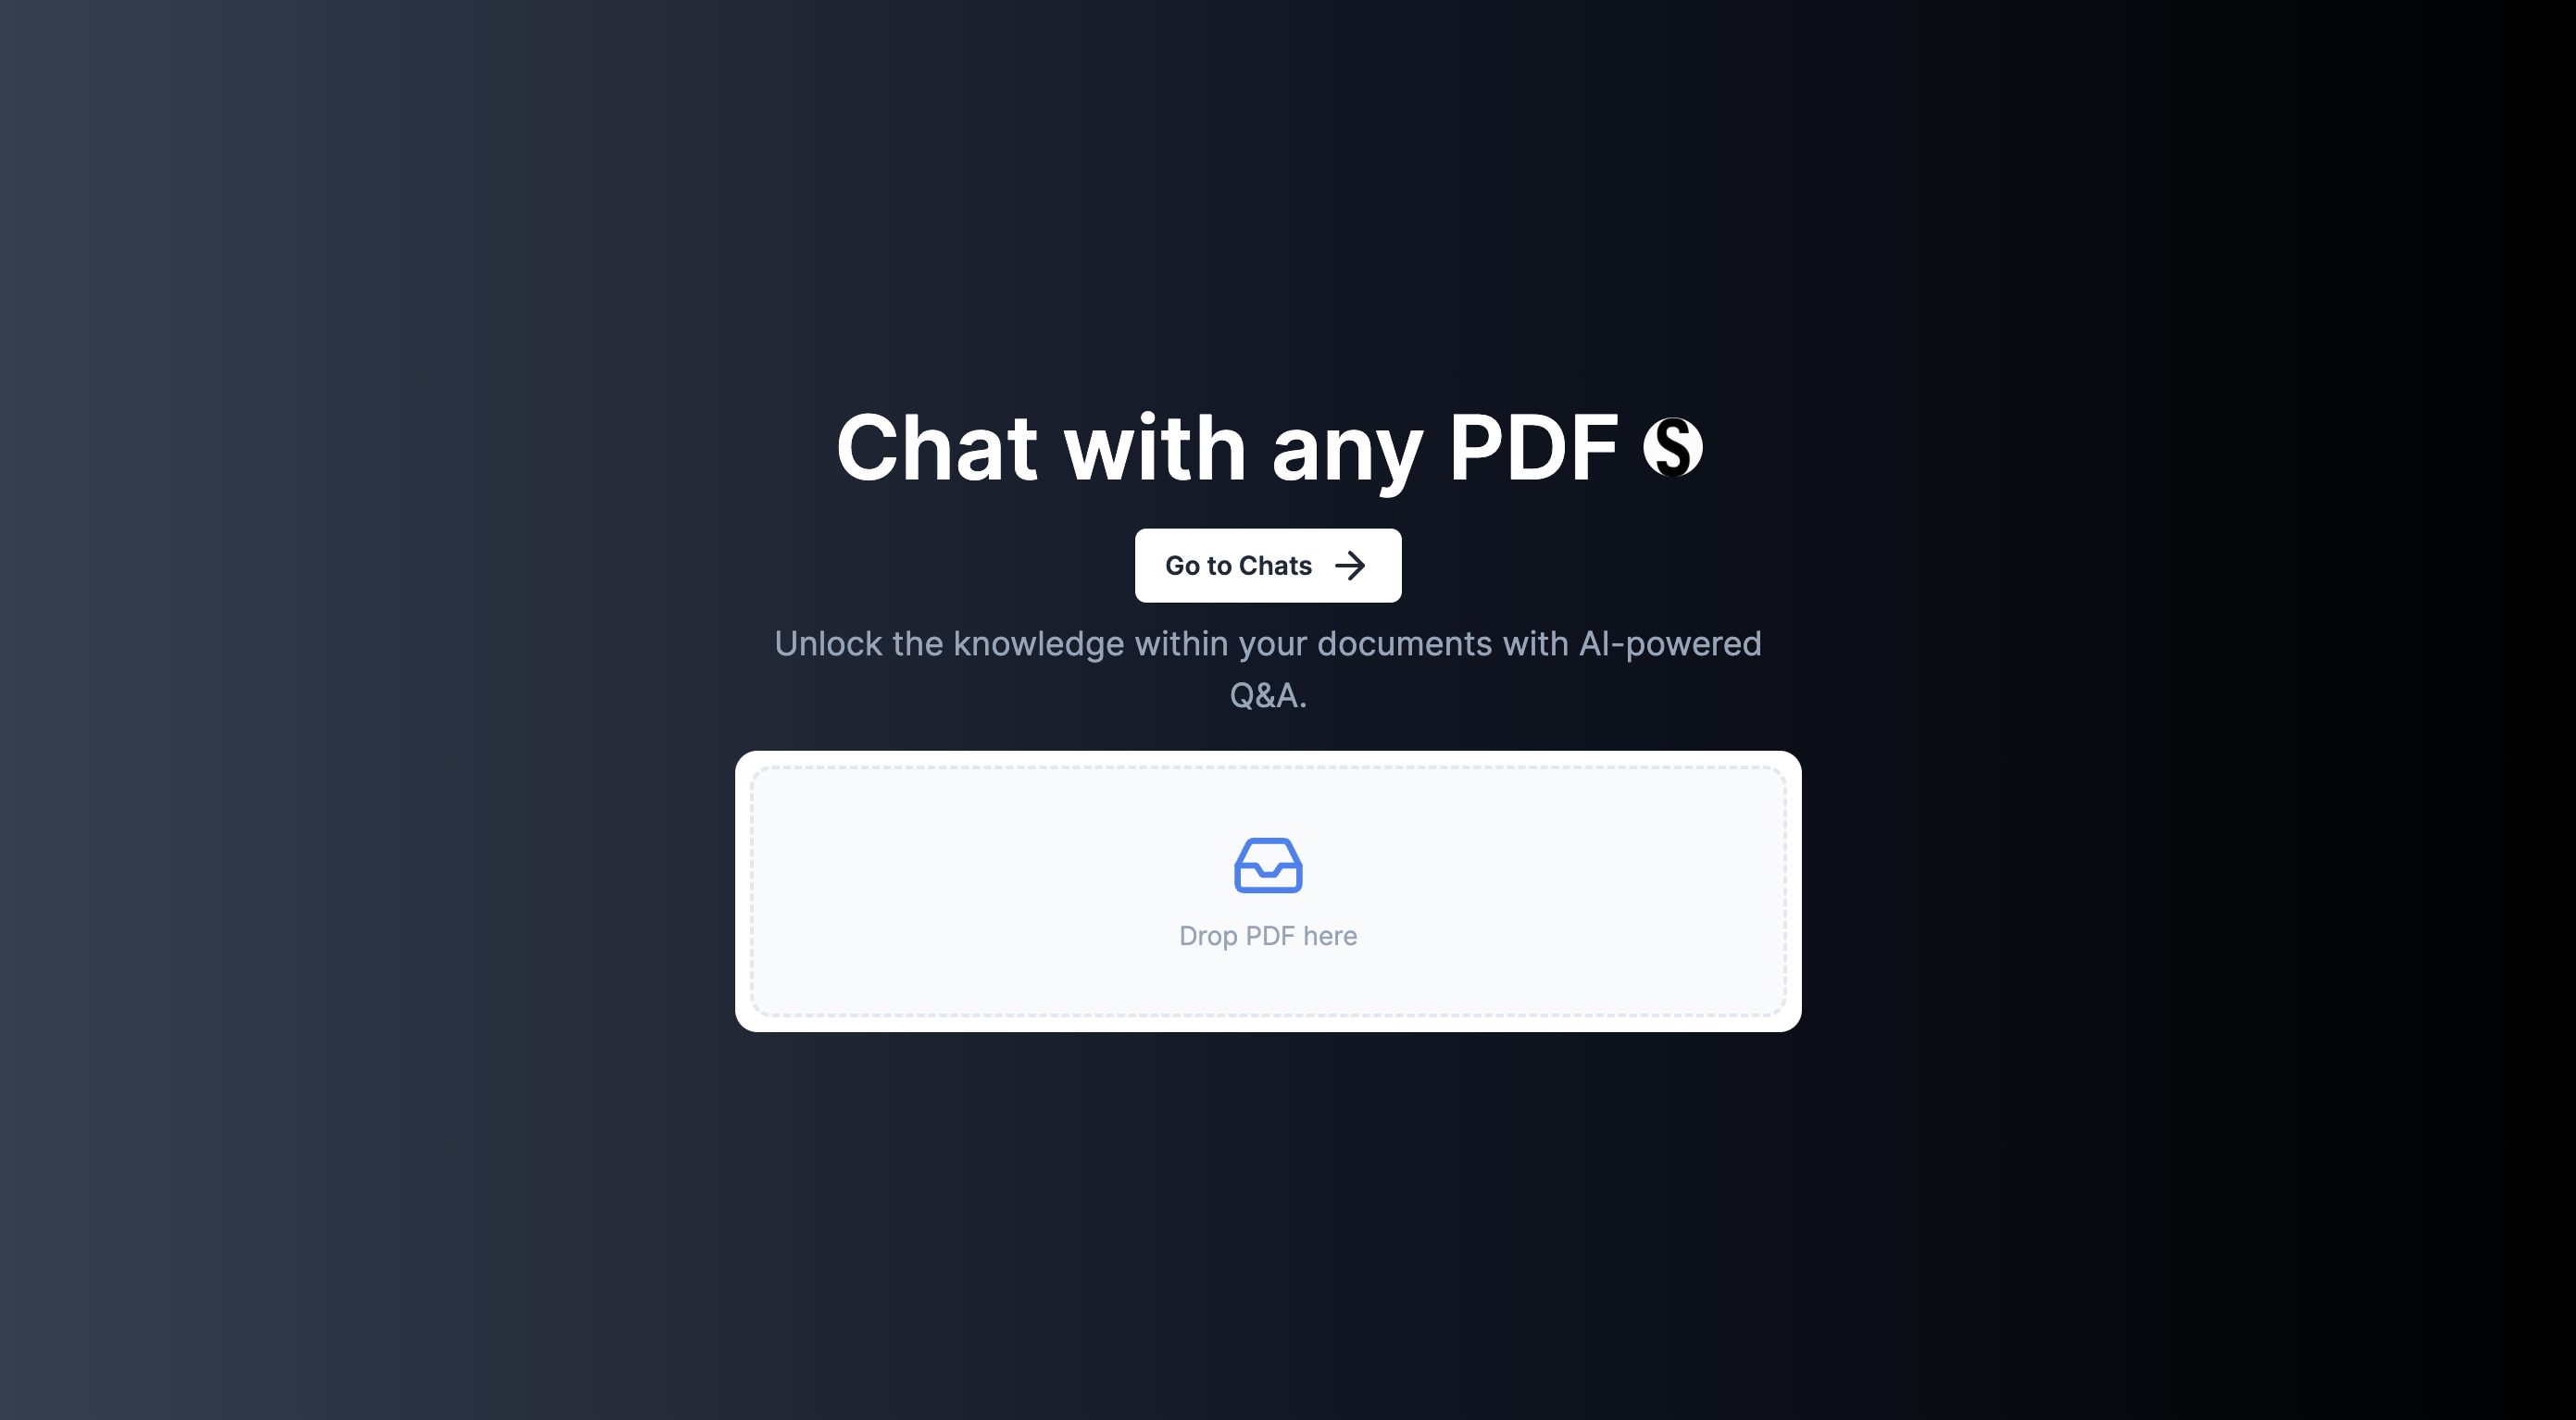 Chat with any PDF S
Go to Chats
Unlock the knowledge within your documents with AI-powered
Q&A.
Drop PDF here